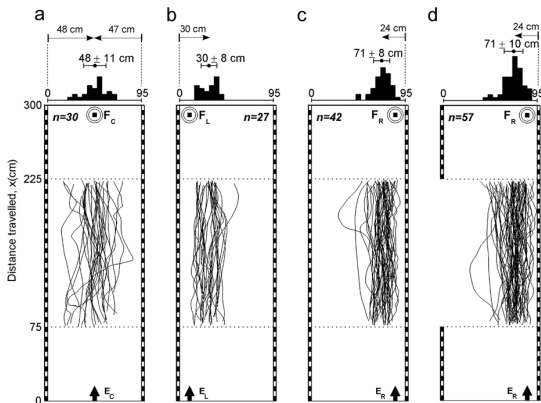 a b c d
48 cm 47 cm 30 cm 24 cm 24 cm
48 ± 11 cm 30 ± 8 cm 71 ± 8 cm 71 ± 10 cm
0 95 0 95 0 95 0 95
300 n=30 FC FL n=27 n=42 FR n=57 FR
225
Distance travelled, x(cm)
75
0 EC EL ER ER